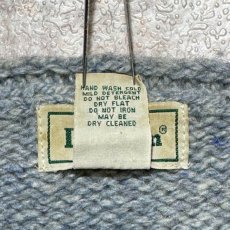 HAND WASH COLD
MILD DETERGENT
DO NOT BLEACH
DRY FLAT
DO NOT IRON
MAY BE
DRY CLEANED